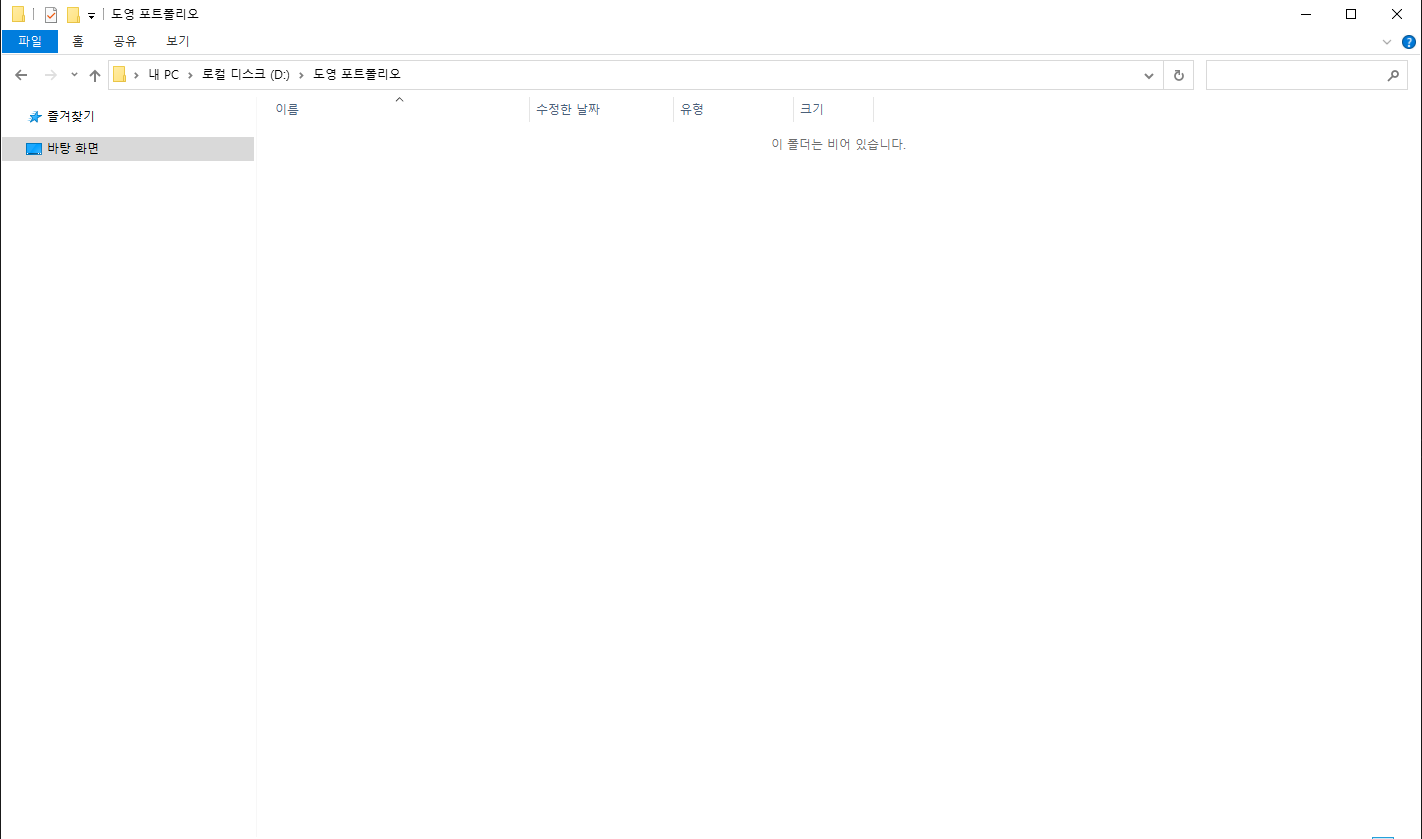 도영 포트폴리오
파일 홈 공유 보기
내 PC 로컬 디스크 (D:) 도영 포트폴리오
즐겨찾기
바탕 화면
이름 수정한 날짜 유형 크기
이 폴더는 비어 있습니다.